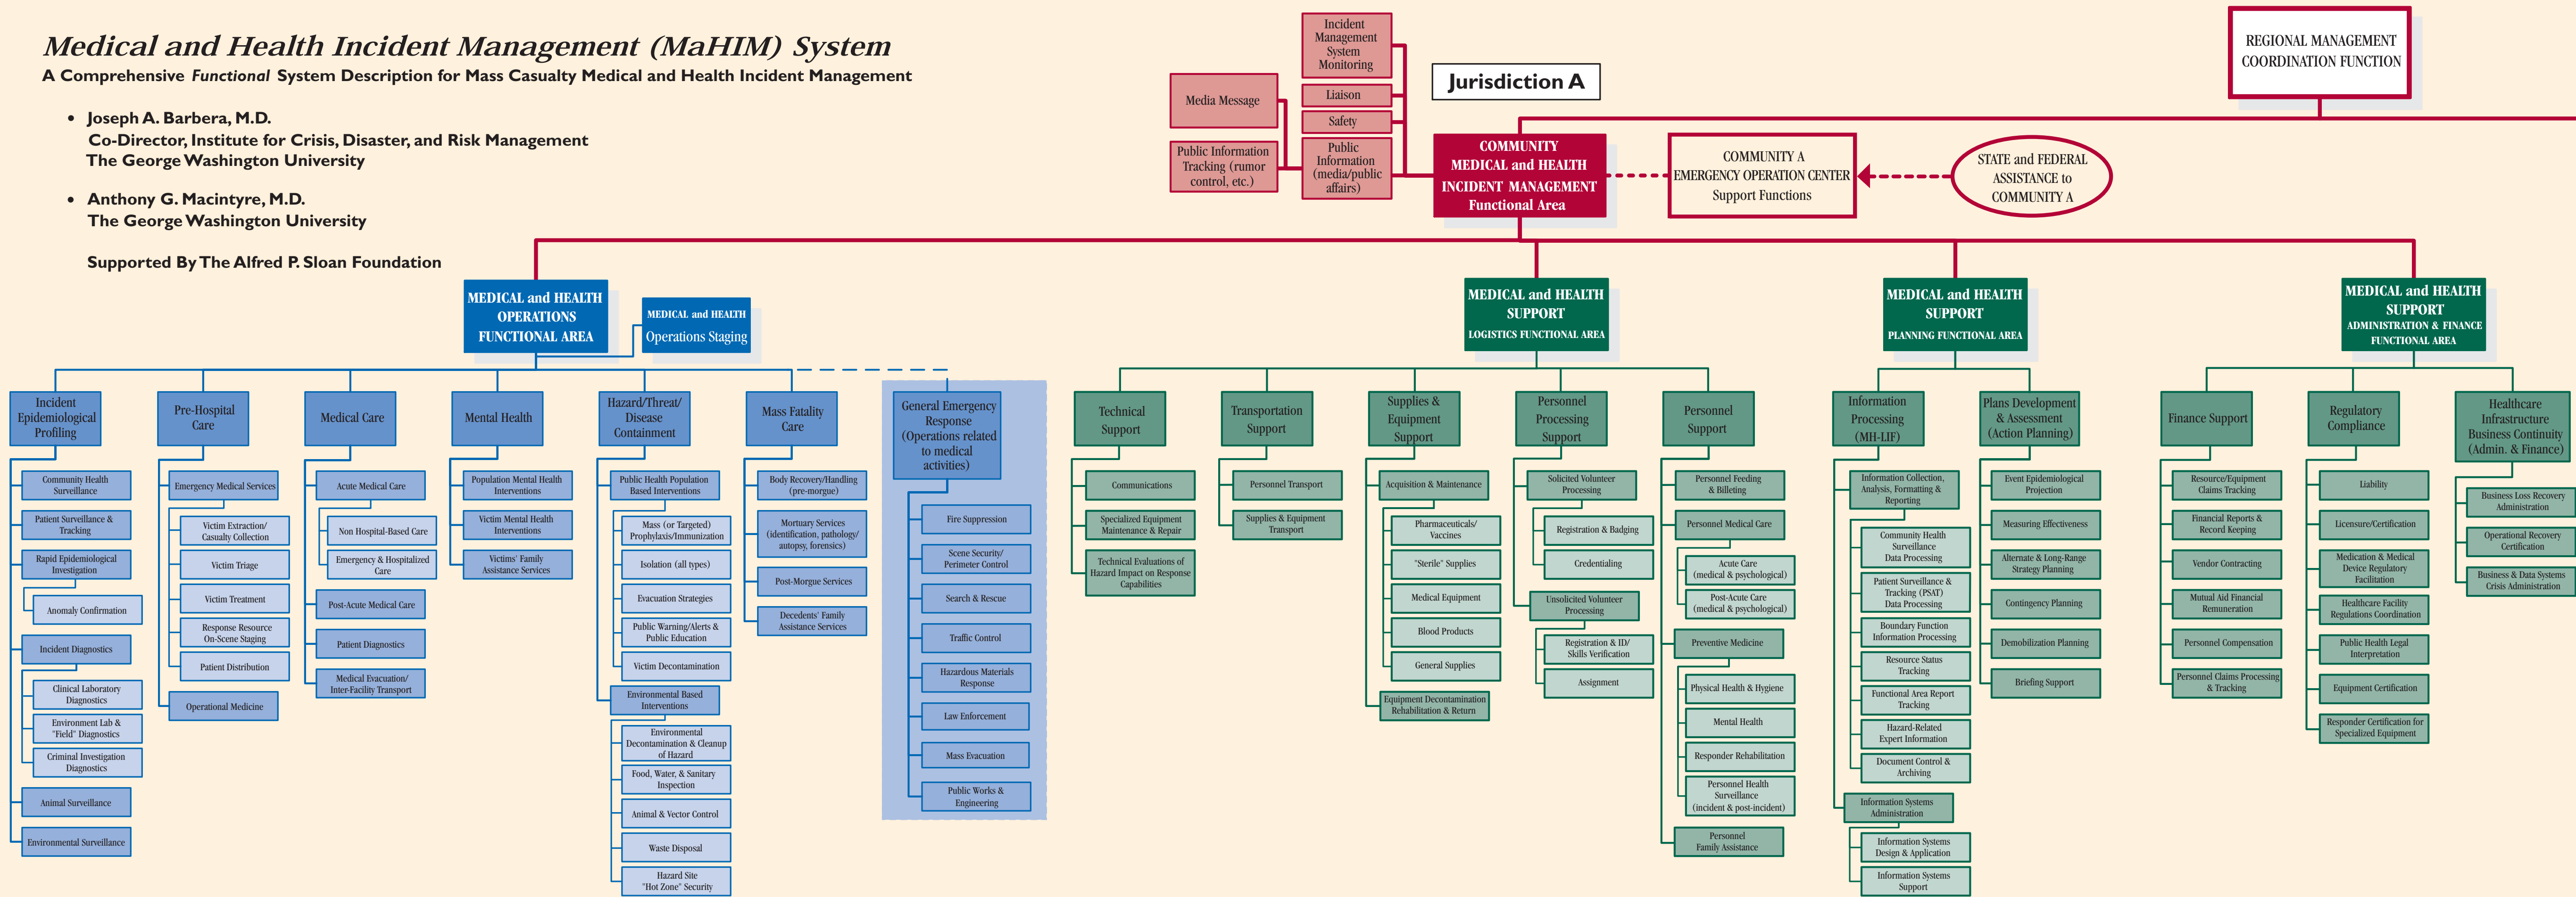 Medical and Health Incident Management (MaHIM) System
A Comprehensive Functional System Description for Mass Casualty Medical and Health Incident Management
• Joseph A. Barbera, M.D.
Co-Director, Institute for Crisis, Disaster, and Risk Management
The George Washington University
• Anthony G. Macintyre, M.D.
The George Washington University
Supported By The Alfred P. Sloan Foundation
Incident
Management
System
Monitoring
Liaison
Safety
Public
Information
(media/public
affairs)
Media Message
Public Information
Tracking (rumor
control, etc.)
Jurisdiction A
REGIONAL MANAGEMENT
COORDINATION FUNCTION
COMMUNITY
MEDICAL and HEALTH
INCIDENT MANAGEMENT
Functional Area
COMMUNITY A
EMERGENCY OPERATION CENTER
Support Functions
STATE and FEDERAL
ASSISTANCE to
COMMUNITY A
MEDICAL and HEALTH
OPERATIONS
FUNCTIONAL AREA
MEDICAL and HEALTH
Operations Staging
MEDICAL and HEALTH
SUPPORT
LOGISTICS FUNCTIONAL AREA
MEDICAL and HEALTH
SUPPORT
PLANNING FUNCTIONAL AREA
MEDICAL and HEALTH
SUPPORT
ADMINISTRATION & FINANCE
FUNCTIONAL AREA
Incident
Epidemiological
Profiling
Community Health
Surveillance
Patient Surveillance &
Tracking
Rapid Epidemiological
Investigation
Anomaly Confirmation
Incident Diagnostics
Clinical Laboratory
Diagnostics
Environment Lab &
"Field" Diagnostics
Criminal Investigation
Diagnostics
Animal Surveillance
Environmental Surveillance
Pre-Hospital
Care
Emergency Medical Services
Victim Extraction/
Casualty Collection
Victim Triage
Victim Treatment
Response Resource
On-Scene Staging
Patient Distribution
Operational Medicine
Medical Care
Acute Medical Care
Non Hospital-Based Care
Emergency & Hospitalized
Care
Post-Acute Medical Care
Patient Diagnostics
Medical Evacuation/
Inter-Facility Transport
Mental Health
Population Mental Health
Interventions
Victim Mental Health
Interventions
Victims' Family
Assistance Services
Hazard/Threat/
Disease
Containment
Public Health Population
Based Interventions
Mass (or Targeted)
Prophylaxis/Immunization
Isolation (all types)
Evacuation Strategies
Public Warning/Alerts &
Public Education
Victim Decontamination
Environmental Based
Interventions
Environmental
Decontamination & Cleanup
of Hazard
Food, Water, & Sanitary
Inspection
Animal & Vector Control
Waste Disposal
Hazard Site
"Hot Zone" Security
Mass Fatality
Care
Body Recovery/Handling
(pre-morgue)
Mortuary Services
(identification, pathology/
autopsy, forensics)
Post-Morgue Services
Decedents' Family
Assistance Services
General Emergency
Response
(Operations related
to medical
activities)
Fire Suppression
Scene Security/
Perimeter Control
Search & Rescue
Traffic Control
Hazardous Materials
Response
Law Enforcement
Mass Evacuation
Public Works &
Engineering
Technical
Support
Communications
Specialized Equipment
Maintenance & Repair
Technical Evaluations of
Hazard Impact on Response
Capabilities
Transportation
Support
Personnel Transport
Supplies & Equipment
Transport
Supplies &
Equipment
Support
Acquisition & Maintenance
Pharmaceuticals/
Vaccines
"Sterile" Supplies
Medical Equipment
Blood Products
General Supplies
Equipment Decontamination
Rehabilitation & Return
Personnel
Processing
Support
Solicited Volunteer
Processing
Registration & Badging
Credentialing
Unsolicited Volunteer
Processing
Registration & ID/
Skills Verification
Assignment
Personnel
Support
Personnel Feeding
& Billeting
Personnel Medical Care
Acute Care
(medical & psychological)
Post-Acute Care
(medical & psychological)
Preventive Medicine
Physical Health & Hygiene
Mental Health
Responder Rehabilitation
Personnel Health
Surveillance
(incident & post-incident)
Personnel
Family Assistance
Information
Processing
(MH-LIF)
Information Collection,
Analysis, Formatting &
Reporting
Community Health
Surveillance
Data Processing
Patient Surveillance &
Tracking (PSAT)
Data Processing
Boundary Function
Information Processing
Resource Status
Tracking
Functional Area Report
Tracking
Hazard-Related
Expert Information
Document Control &
Archiving
Information Systems
Administration
Information Systems
Design & Application
Information Systems
Support
Plans Development
& Assessment
(Action Planning)
Event Epidemiological
Projection
Measuring Effectiveness
Alternate & Long-Range
Strategy Planning
Contingency Planning
Demobilization Planning
Briefing Support
Finance Support
Resource/Equipment
Claims Tracking
Financial Reports &
Record Keeping
Vendor Contracting
Mutual Aid Financial
Remuneration
Personnel Compensation
Personnel Claims Processing
& Tracking
Regulatory
Compliance
Liability
Licensure/Certification
Medication & Medical
Device Regulatory
Facilitation
Healthcare Facility
Regulations Coordination
Public Health Legal
Interpretation
Equipment Certification
Responder Certification for
Specialized Equipment
Healthcare
Infrastructure
Business Continuity
(Admin. & Finance)
Business Loss Recovery
Administration
Operational Recovery
Certification
Business & Data Systems
Crisis Administration